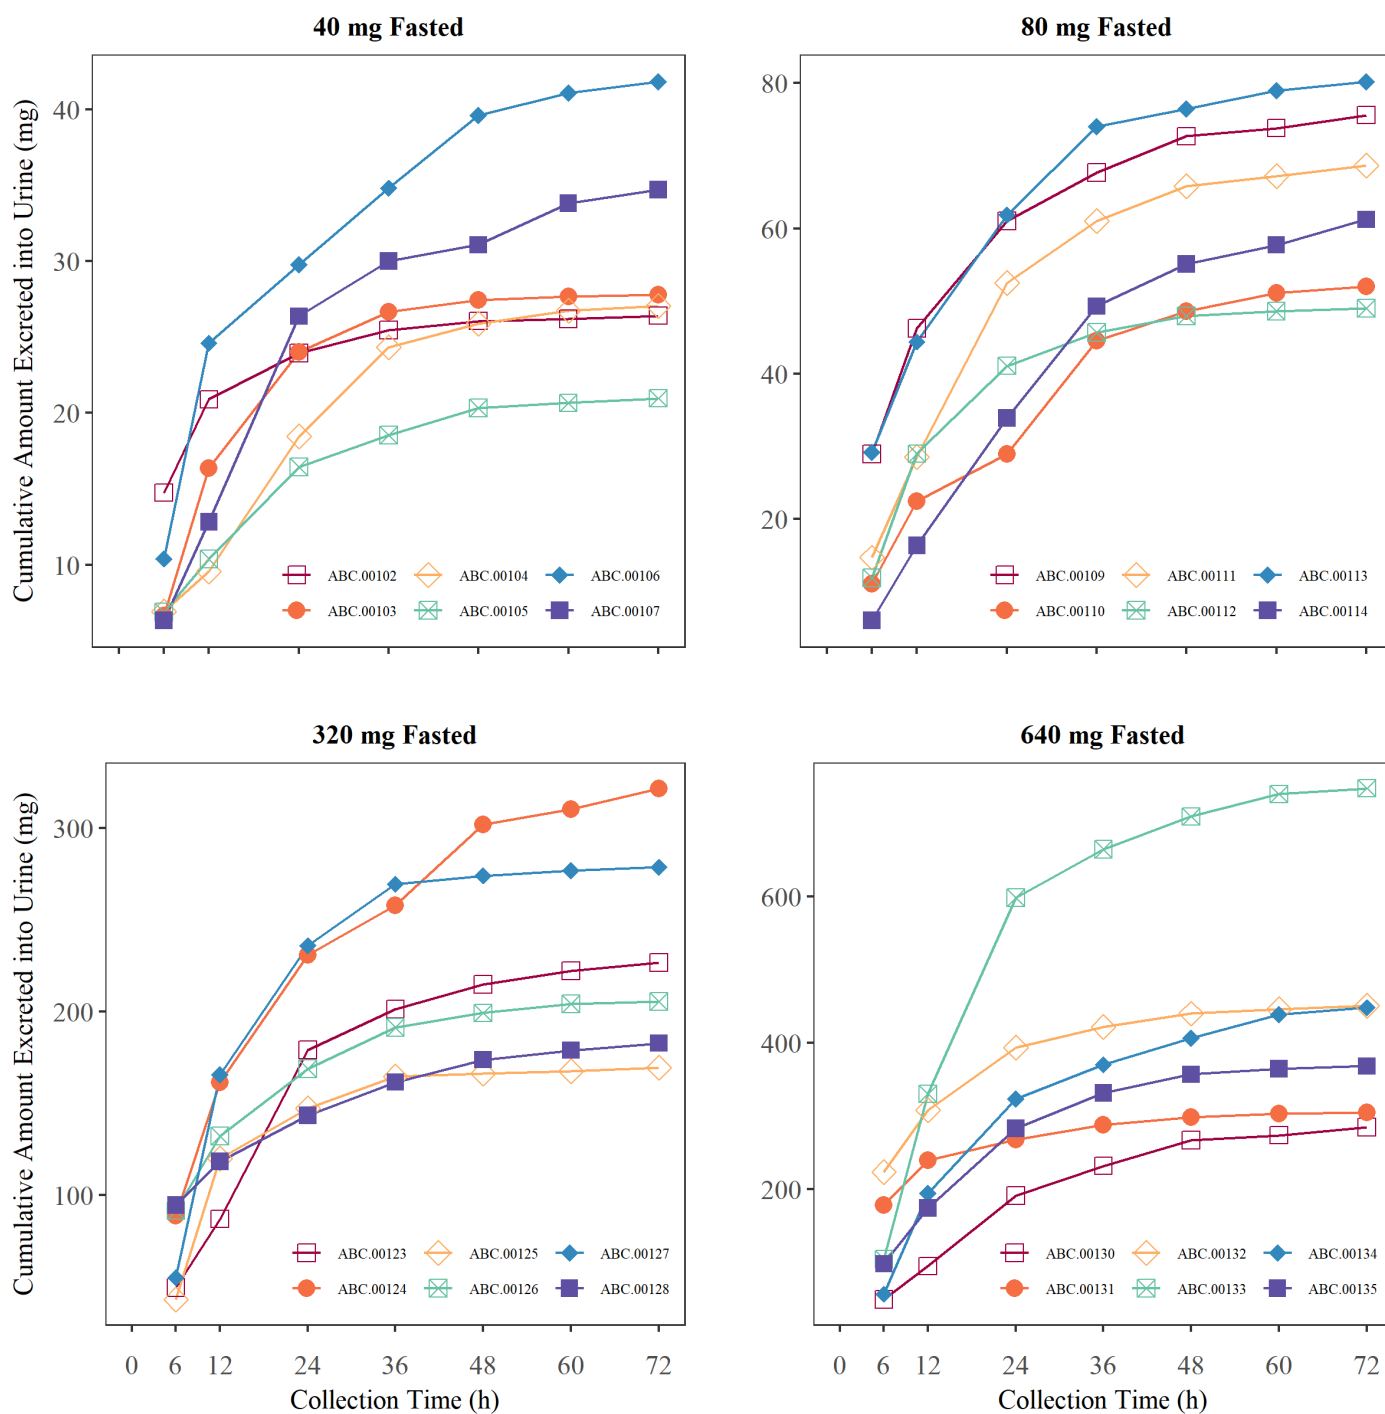 40 mg Fasted
Cumulative Amount Excreted into Urine (mg)
40
30
20
10
ABC.00102 ABC.00104 ABC.00106
ABC.00103 ABC.00105 ABC.00107
80 mg Fasted
80
60
40
20
ABC.00109 ABC.00111 ABC.00113
ABC.00110 ABC.00112 ABC.00114
320 mg Fasted
Cumulative Amount Excreted into Urine (mg)
300
200
100
ABC.00123 ABC.00125 ABC.00127
ABC.00124 ABC.00126 ABC.00128
0 6 12 24 36 48 60 72
Collection Time (h)
640 mg Fasted
600
400
200
ABC.00130 ABC.00132 ABC.00134
ABC.00131 ABC.00133 ABC.00135
0 6 12 24 36 48 60 72
Collection Time (h)